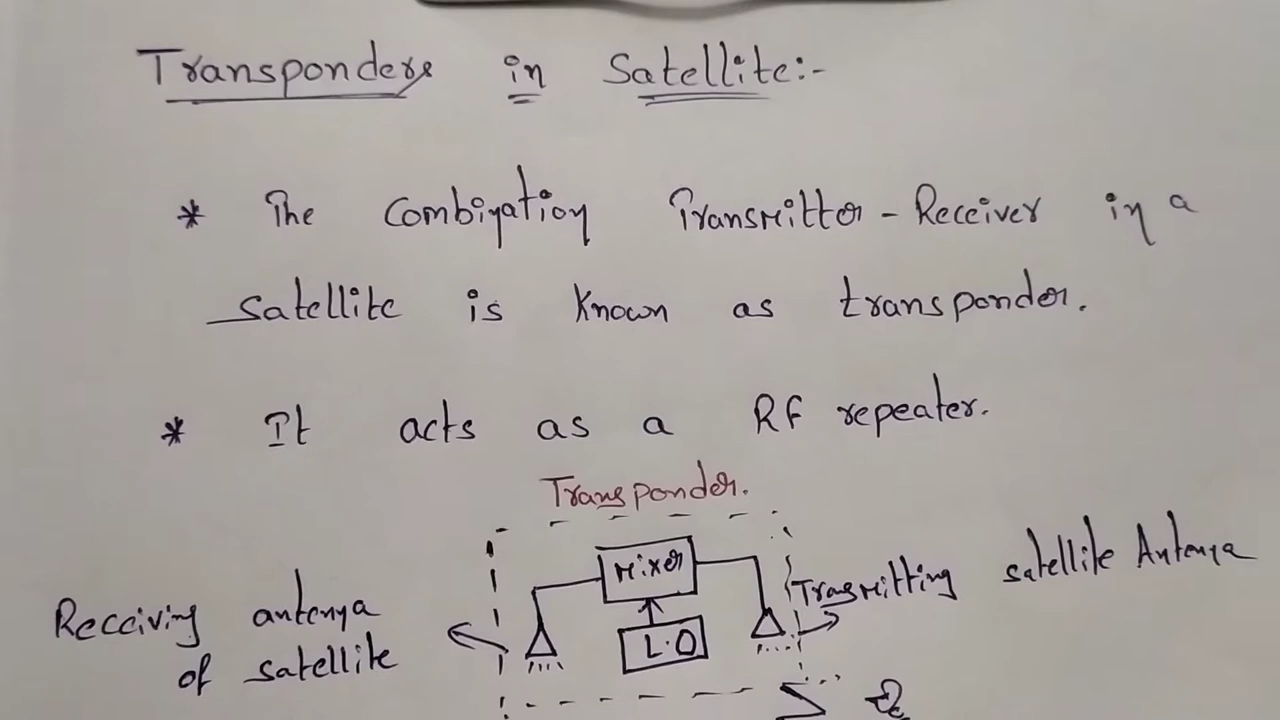 Transponders in Satellite:-
* The Combination Transmitter - Receiver in a
satellite is known as transponder.
* It acts as a RF repeater.
Transponder.
Mixer
L.O
Trasmitting satellite Antenna
Receiving antenna
of satellite